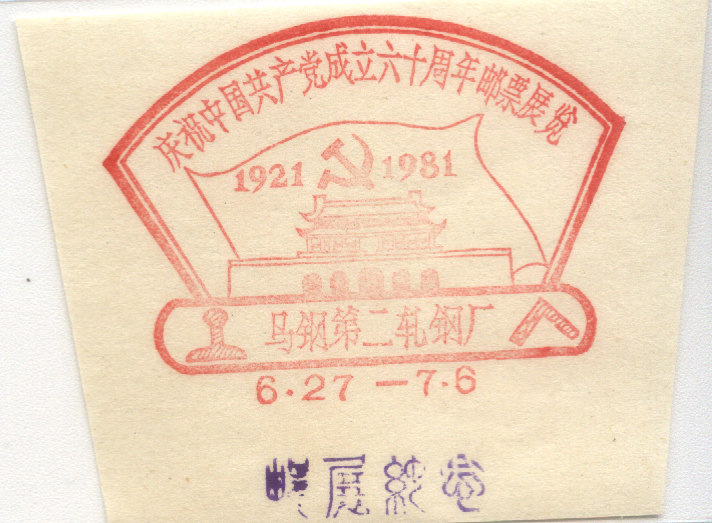 庆祝中国共产党成立六十周年邮票展览
1921 1981
马钢第二轧钢厂
6·27—7·6
邮展纪念